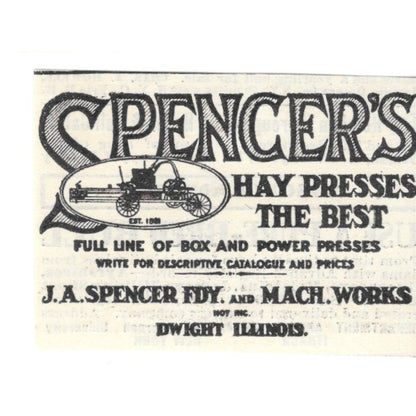 SPENCER'S
HAY PRESSES
THE BEST
EST. 1881
FULL LINE OF BOX AND POWER PRESSES
WRITE FOR DESCRIPTIVE CATALOGUE AND PRICES
J.A. SPENCER FDY. AND MACH. WORKS
NOT INC.
DWIGHT ILLINOIS.